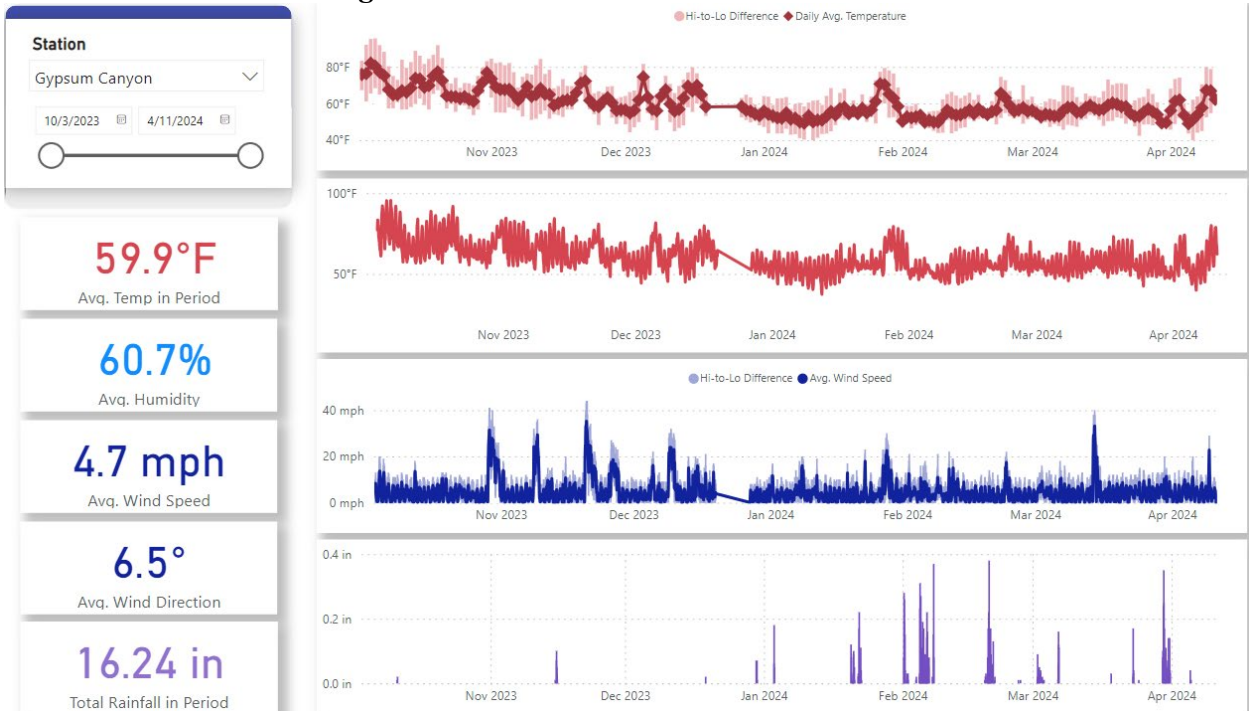 Station
Gypsum Canyon
10/3/2023 4/11/2024
59.9°F
Avg. Temp in Period
60.7%
Avg. Humidity
4.7 mph
Avg. Wind Speed
6.5°
Avg. Wind Direction
16.24 in
Total Rainfall in Period
Hi-to-Lo Difference Daily Avg. Temperature
80°F
60°F
40°F
Nov 2023 Dec 2023 Jan 2024 Feb 2024 Mar 2024 Apr 2024
100°F
50°F
Nov 2023 Dec 2023 Jan 2024 Feb 2024 Mar 2024 Apr 2024
Hi-to-Lo Difference Avg. Wind Speed
40 mph
20 mph
0 mph
Nov 2023 Dec 2023 Jan 2024 Feb 2024 Mar 2024 Apr 2024
0.4 in
0.2 in
0.0 in
Nov 2023 Dec 2023 Jan 2024 Feb 2024 Mar 2024 Apr 2024